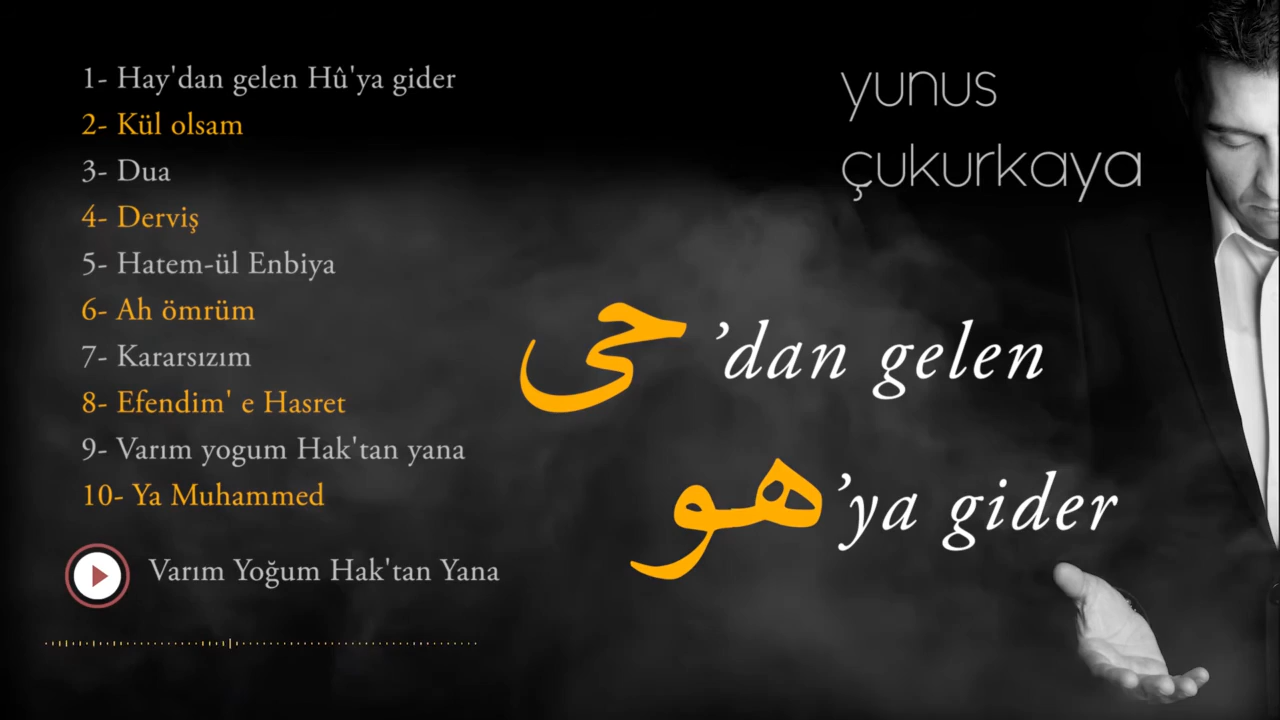 1- Hay'dan gelen Hû'ya gider
2- Kül olsam
3- Dua
4- Derviş
5- Hatem-ül Enbiya
6- Ah ömrüm
7- Kararsızım
8- Efendim' e Hasret
9- Varım yogum Hak'tan yana
10- Ya Muhammed
Varım Yoğum Hak'tan Yana
yunus
çukurkaya
حى ’dan gelen
هو ’ya gider